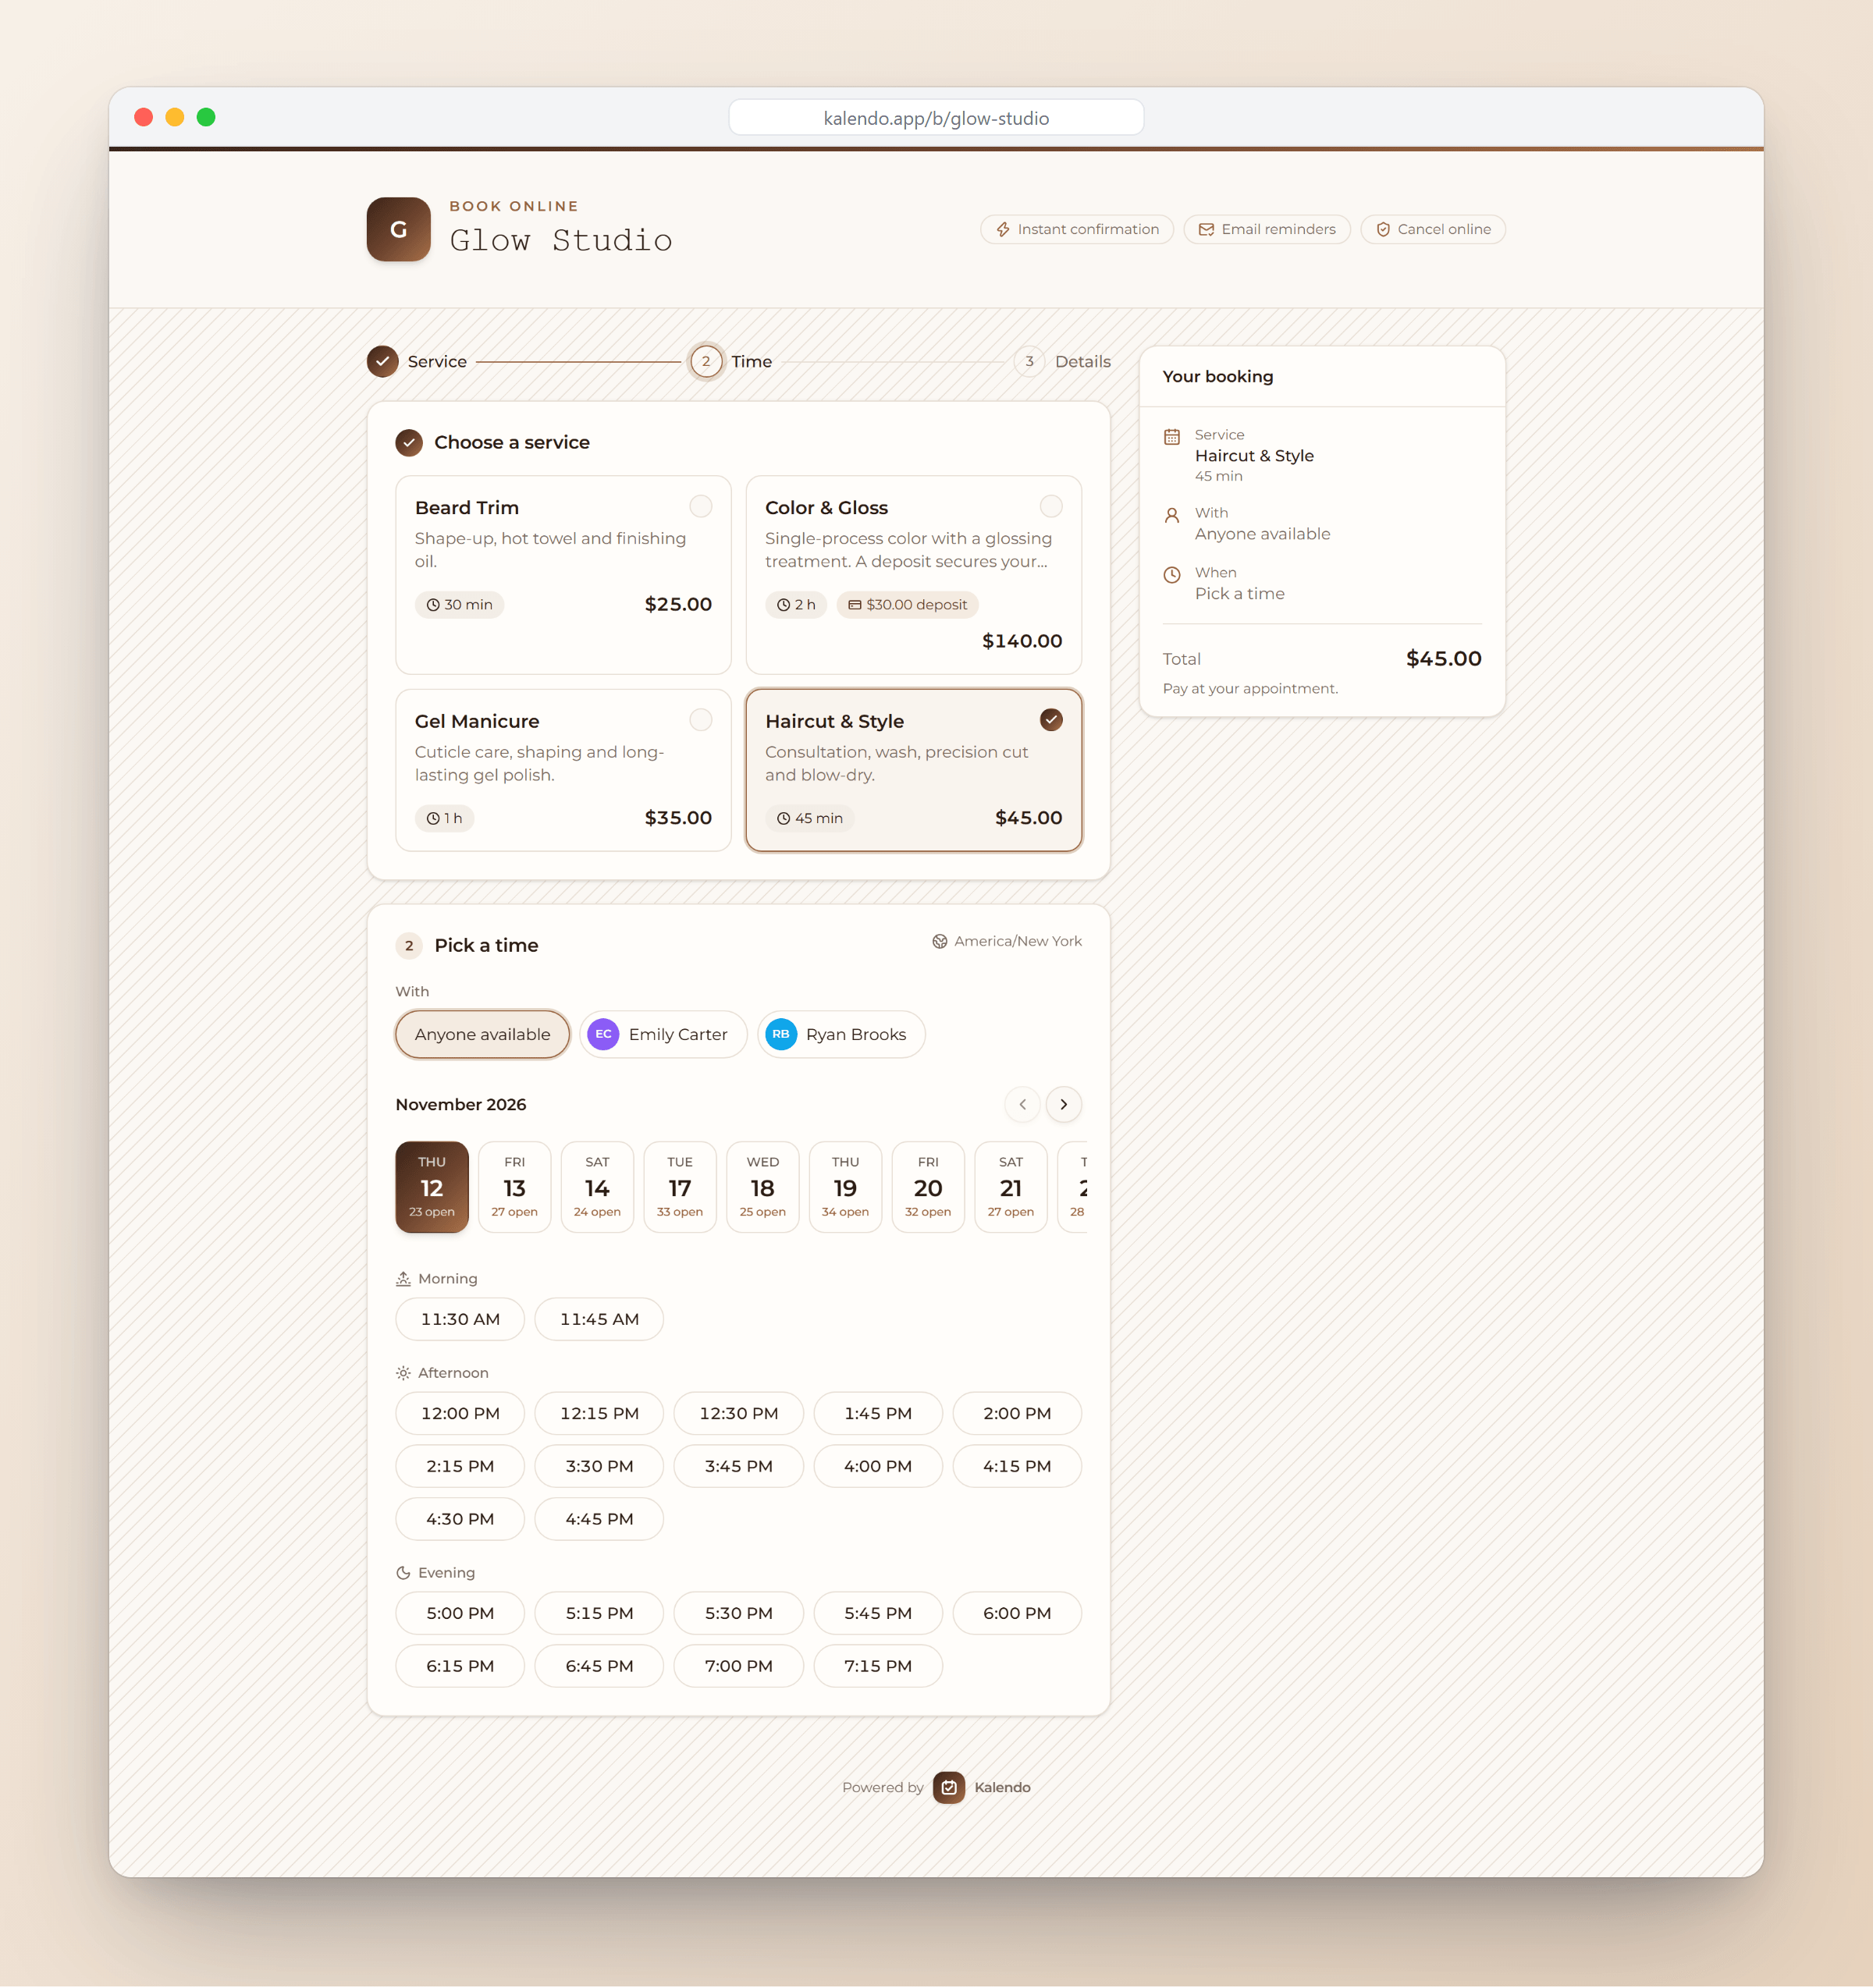 kalendo.app/b/glow-studio
G
BOOK ONLINE
Glow Studio
Instant confirmation
Email reminders
Cancel online
Service
2
Time
3
Details
Choose a service
Beard Trim
Shape-up, hot towel and finishing
oil.
30 min
$25.00
Color & Gloss
Single-process color with a glossing
treatment. A deposit secures your...
2 h
$30.00 deposit
$140.00
Gel Manicure
Cuticle care, shaping and long-
lasting gel polish.
1 h
$35.00
Haircut & Style
Consultation, wash, precision cut
and blow-dry.
45 min
$45.00
Your booking
Service
Haircut & Style
45 min
With
Anyone available
When
Pick a time
Total
$45.00
Pay at your appointment.
2
Pick a time
America/New York
With
Anyone available
EC
Emily Carter
RB
Ryan Brooks
November 2026
THU
12
23 open
FRI
13
27 open
SAT
14
24 open
TUE
17
33 open
WED
18
25 open
THU
19
34 open
FRI
20
32 open
SAT
21
27 open
28
Morning
11:30 AM
11:45 AM
Afternoon
12:00 PM
12:15 PM
12:30 PM
1:45 PM
2:00 PM
2:15 PM
3:30 PM
3:45 PM
4:00 PM
4:15 PM
4:30 PM
4:45 PM
Evening
5:00 PM
5:15 PM
5:30 PM
5:45 PM
6:00 PM
6:15 PM
6:45 PM
7:00 PM
7:15 PM
Powered by
Kalendo